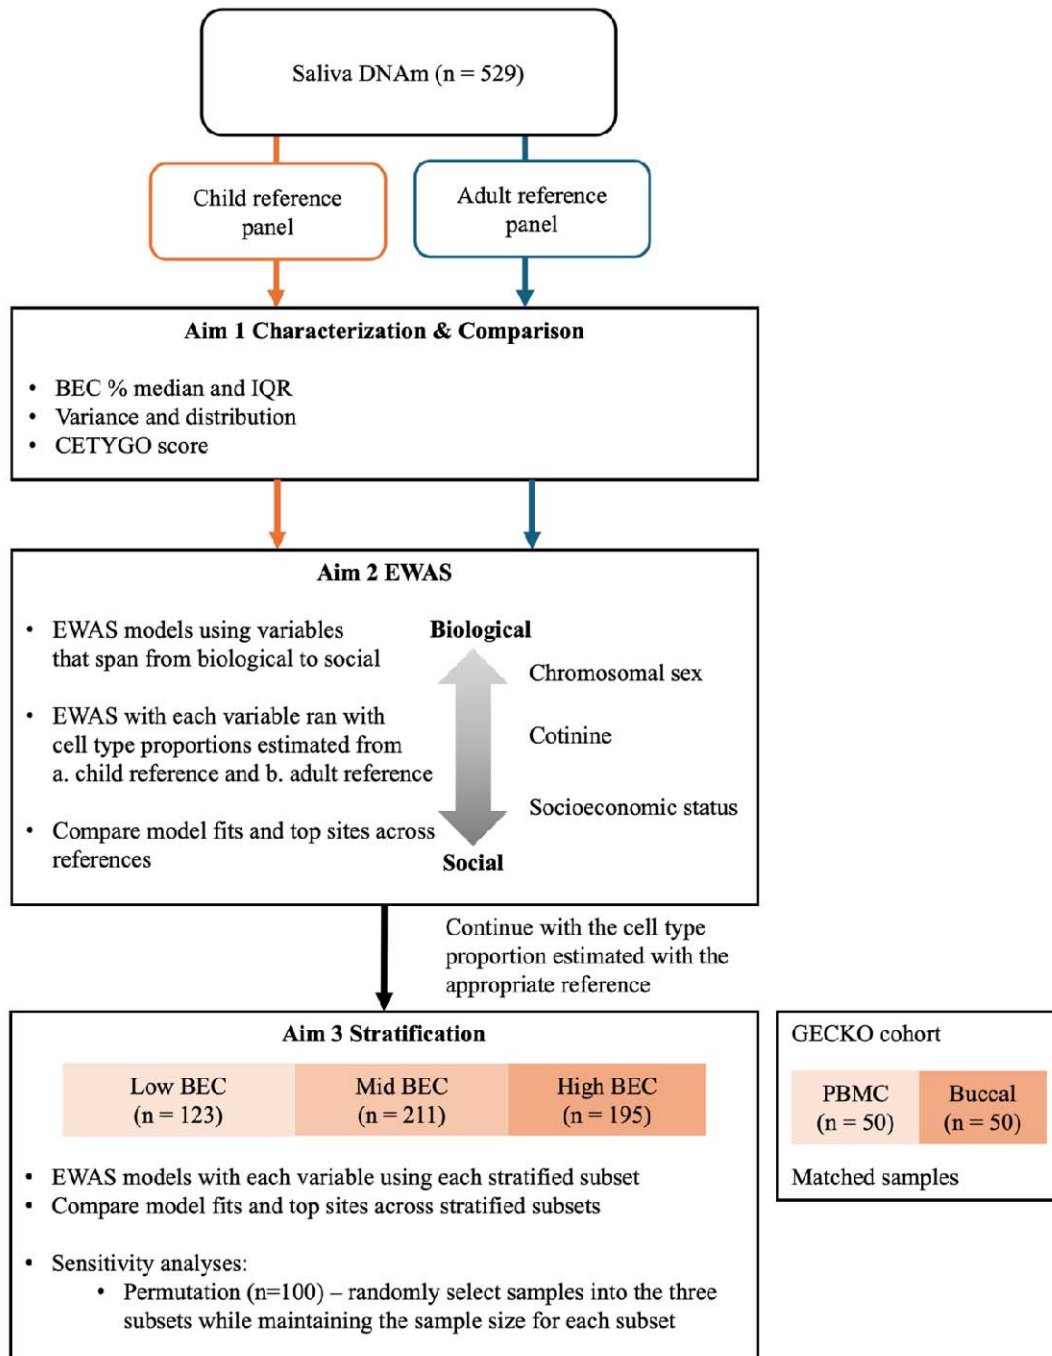 Saliva DNAm (n = 529)
Child reference
panel
Adult reference
panel
Aim 1 Characterization & Comparison
• BEC % median and IQR
• Variance and distribution
• CETYGO score
Aim 2 EWAS
• EWAS models using variables
that span from biological to social
• EWAS with each variable ran with
cell type proportions estimated from
a. child reference and b. adult reference
• Compare model fits and top sites across
references
Biological
Chromosomal sex
Cotinine
Socioeconomic status
Social
Continue with the cell type
proportion estimated with the
appropriate reference
Aim 3 Stratification
Low BEC
(n = 123)
Mid BEC
(n = 211)
High BEC
(n = 195)
• EWAS models with each variable using each stratified subset
• Compare model fits and top sites across stratified subsets
• Sensitivity analyses:
• Permutation (n=100) – randomly select samples into the three
subsets while maintaining the sample size for each subset
GECKO cohort
PBMC
(n = 50)
Buccal
(n = 50)
Matched samples